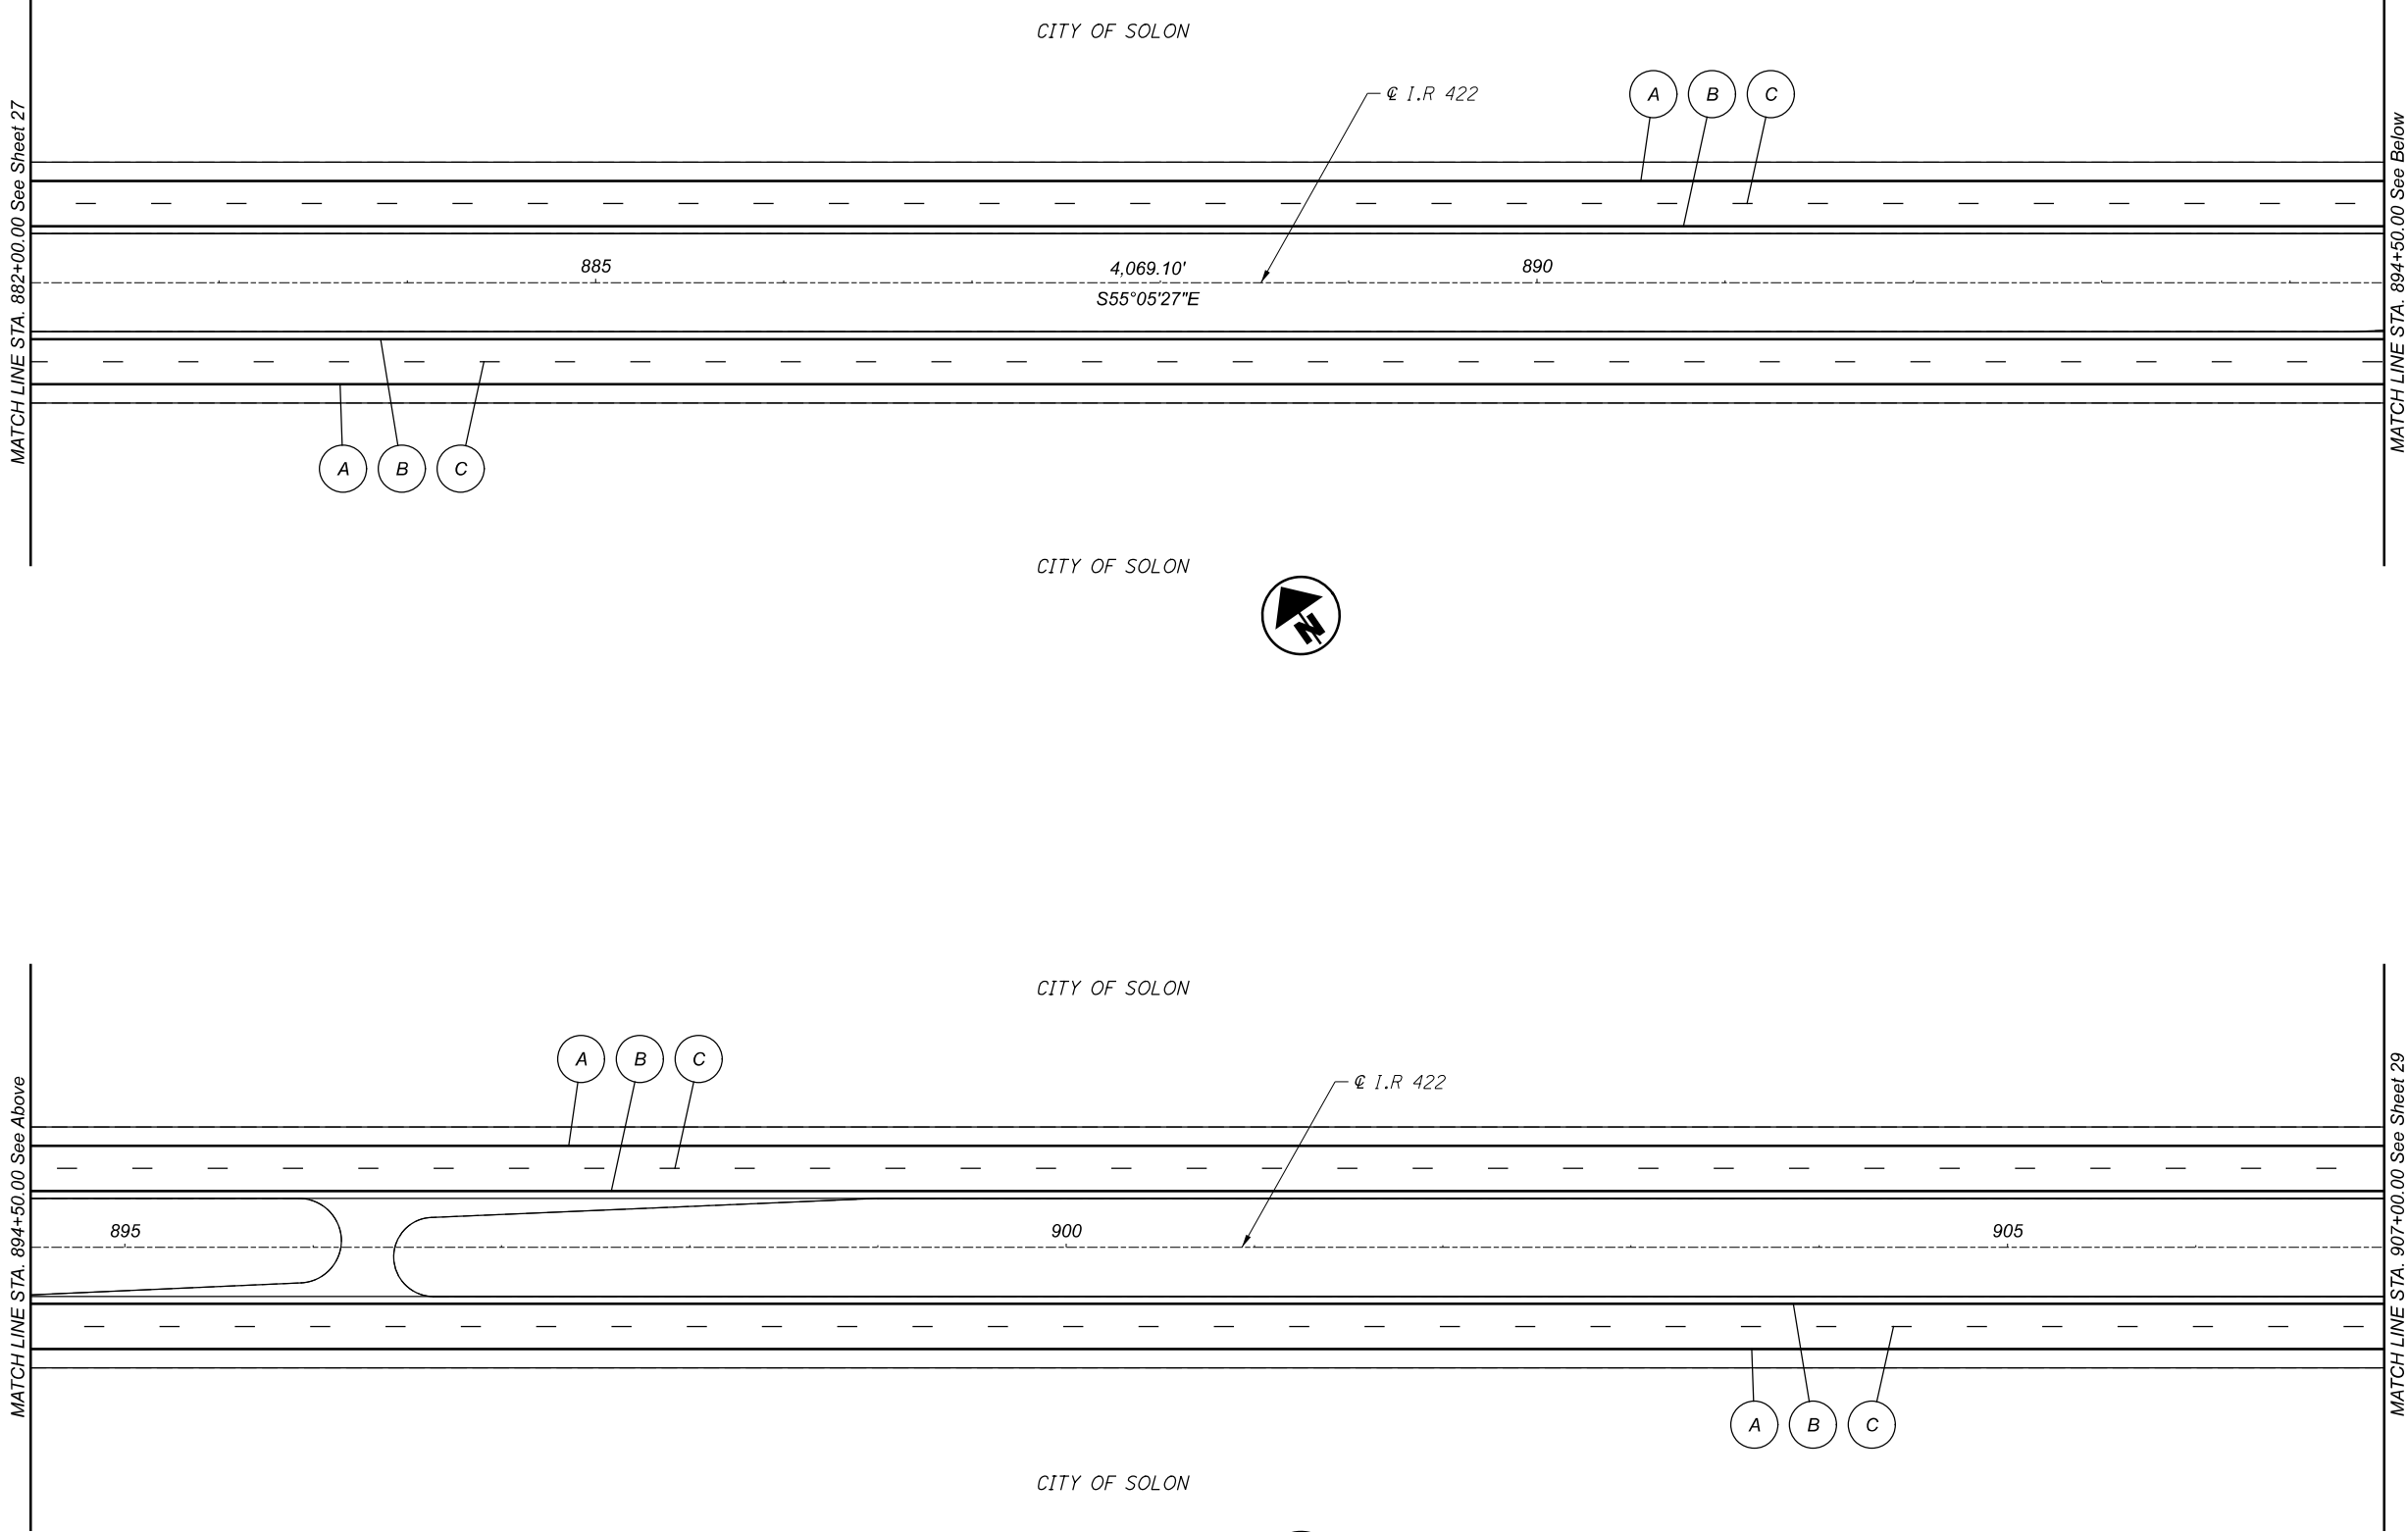 CITY OF SOLON
℄ I.R 422
A B C
MATCH LINE STA. 882+00.00 See Sheet 27
MATCH LINE STA. 894+50.00 See Below
885
4,069.10'
890
S55°05'27"E
A B C
CITY OF SOLON
N
CITY OF SOLON
A B C
℄ I.R 422
MATCH LINE STA. 894+50.00 See Above
MATCH LINE STA. 907+00.00 See Sheet 29
895
900
905
A B C
CITY OF SOLON